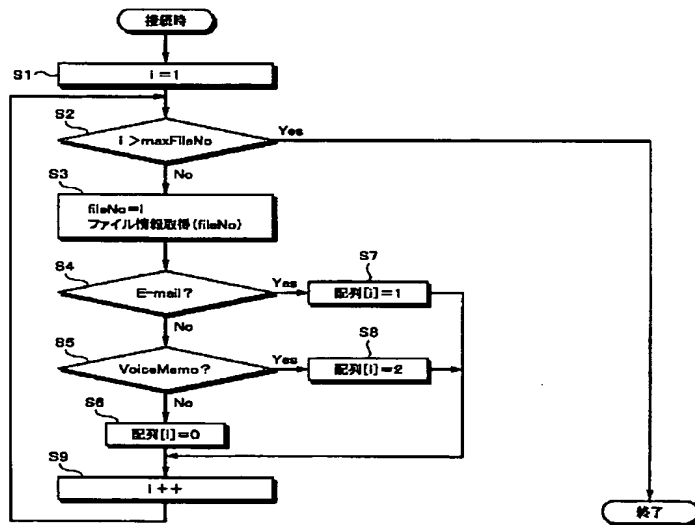 接続時
S1
i=1
S2
i>maxFileNo
Yes
No
S3
fileNo=i
ファイル情報取得(fileNo)
S4
E-mail?
Yes
S7
配列[i]=1
No
S5
VoiceMemo?
Yes
S8
配列[i]=2
No
S6
配列[i]=0
S9
i++
終了